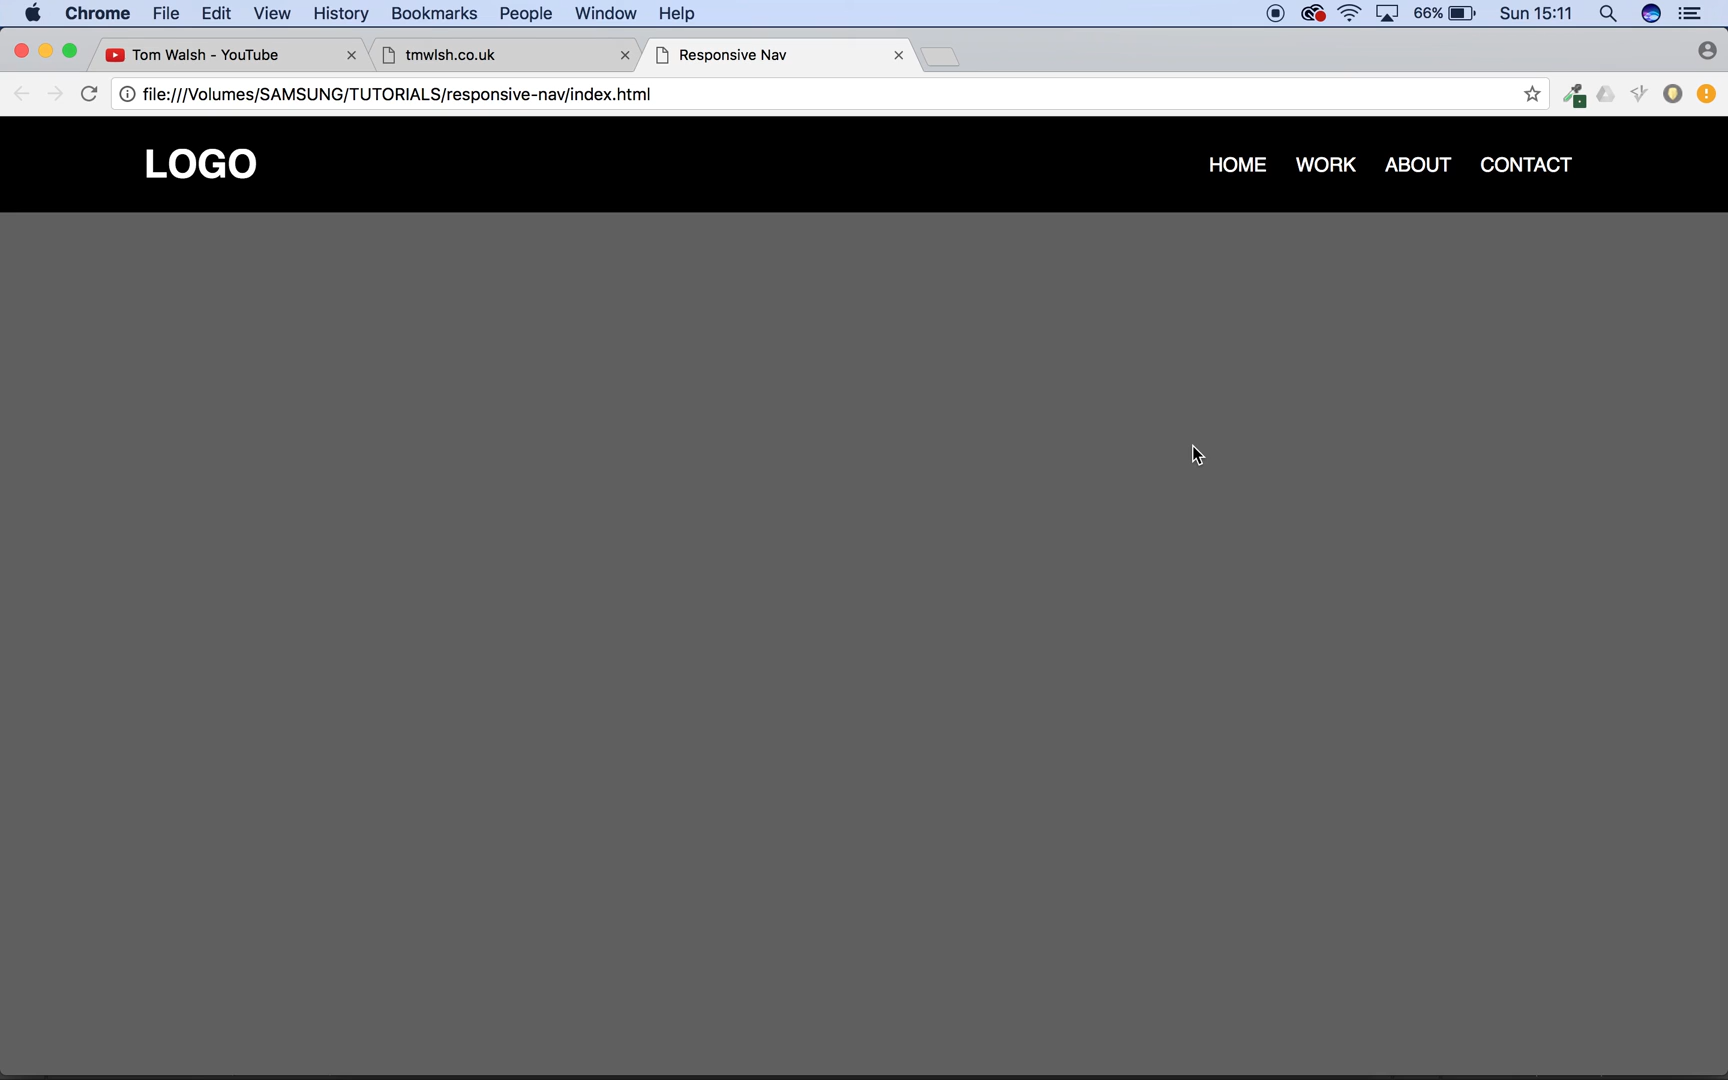 Chrome File Edit View History Bookmarks People Window Help 66% Sun 15:11
Tom Walsh - YouTube tmwlsh.co.uk Responsive Nav
file:///Volumes/SAMSUNG/TUTORIALS/responsive-nav/index.html
LOGO HOME WORK ABOUT CONTACT